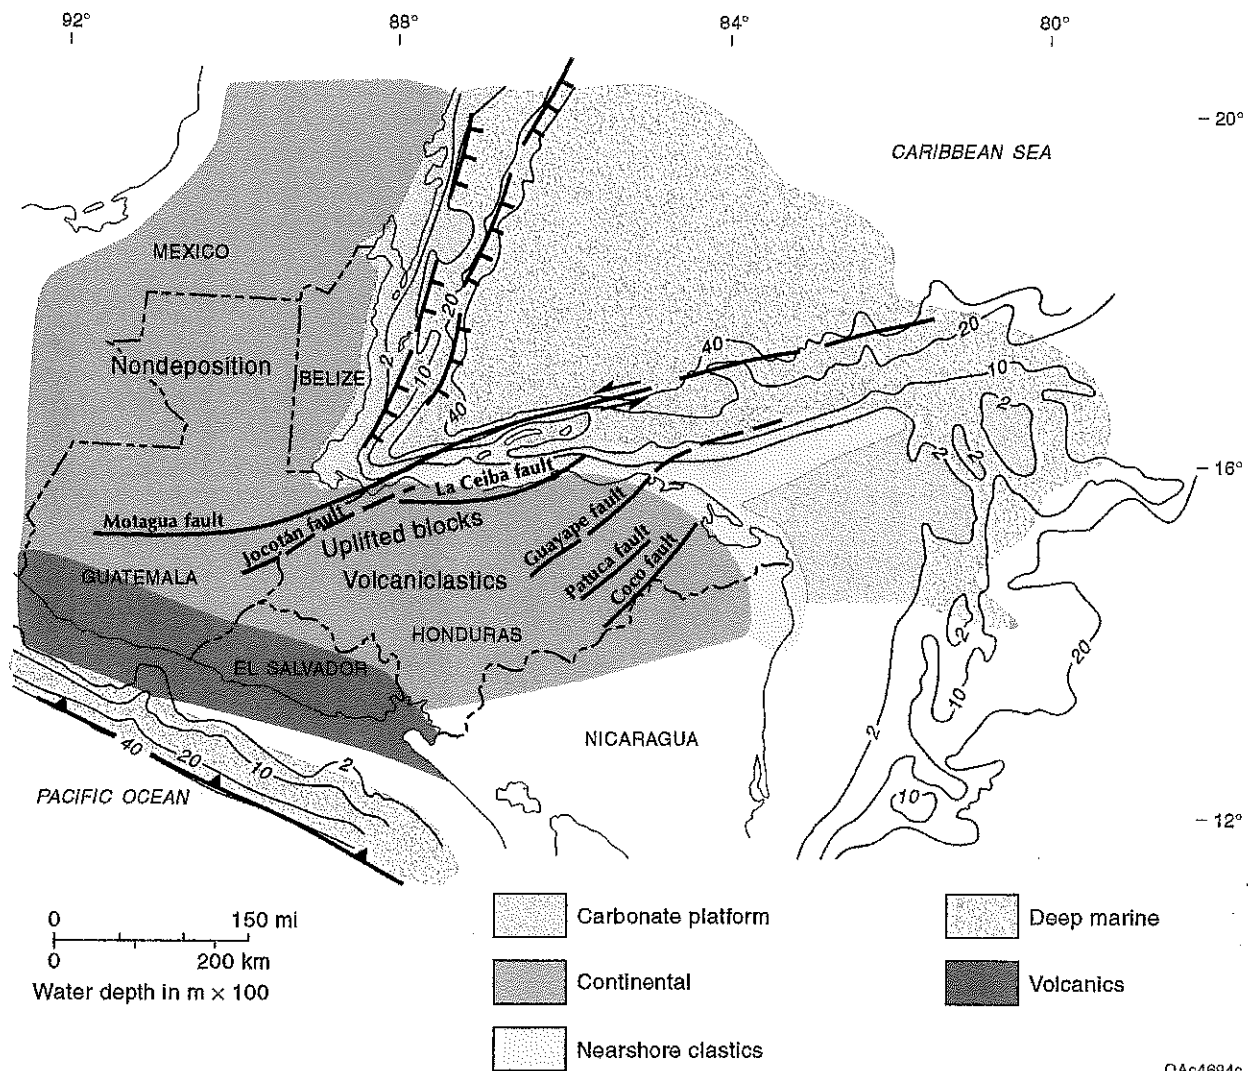 92°
88°
84°
80°
20°
CARIBBEAN SEA
MEXICO
20
20
40
Nondeposition
2
BELIZE
10
10
40
2
2
2
La Ceiba fault
16°
Motagua fault
Jocotán fault
Uplifted blocks
Guayape fault
Patuca fault
Coco fault
GUATEMALA
Volcaniclastics
HONDURAS
2
EL SALVADOR
20
10
NICARAGUA
2
40
20
10
2
PACIFIC OCEAN
10
12°
0 150 mi
0 200 km
Water depth in m × 100
Carbonate platform
Continental
Nearshore clastics
Deep marine
Volcanics